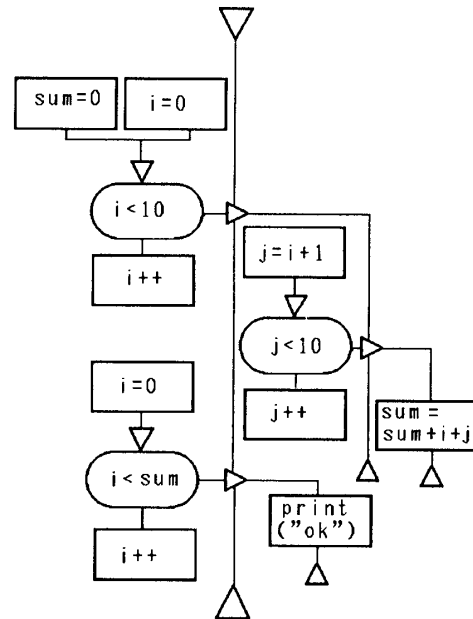 sum=0
i=0
i<10
i++
j=i+1
j<10
j++
sum=
sum+i+j
i=0
i<sum
i++
print
("ok")